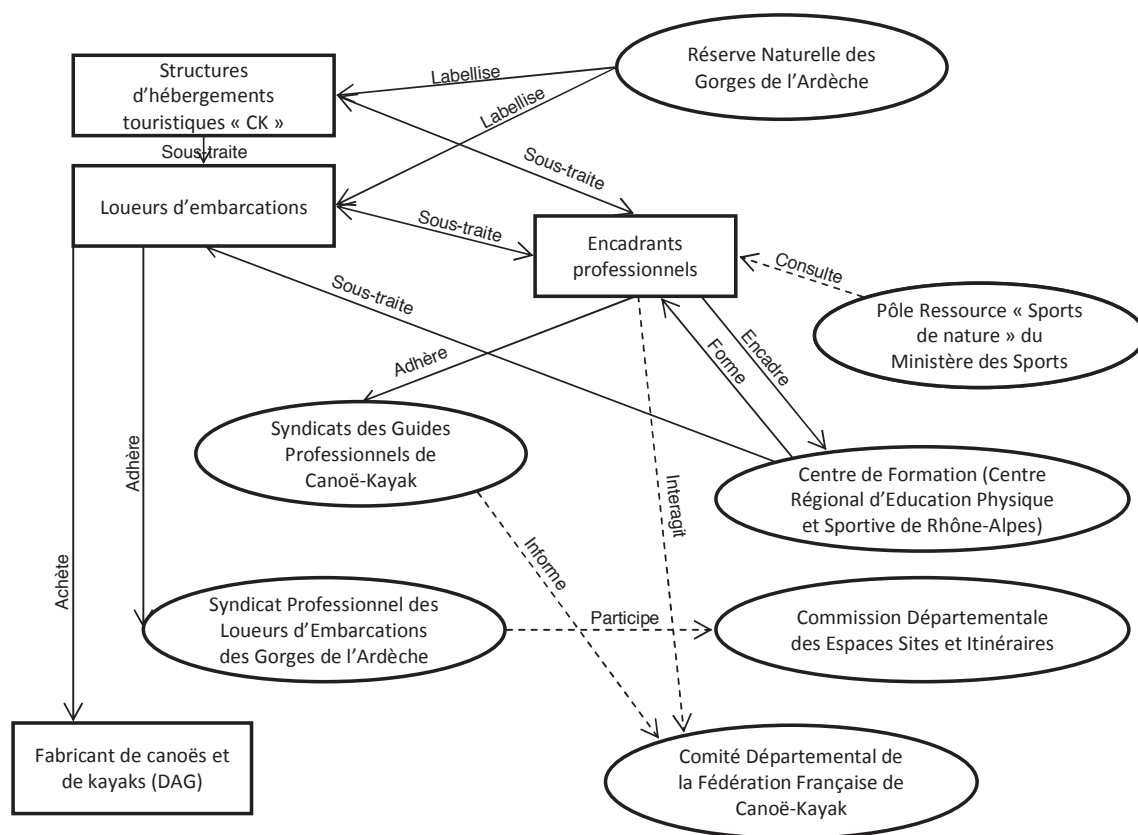 Structures
d'hébergements
touristiques « CK »
Réserve Naturelle des
Gorges de l'Ardèche
Labellise
Labellise
Sous-traite
Sous-traite
Loueurs d'embarcations
Sous-traite
Encadrants
professionnels
Consulte
Sous-traite
Pôle Ressource « Sports
de nature » du
Ministère des Sports
Adhère
Forme
Encadre
Syndicats des Guides
Professionnels de
Canoë-Kayak
Adhère
Interagit
Centre de Formation (Centre
Régional d'Education Physique
et Sportive de Rhône-Alpes)
Informe
Achète
Syndicat Professionnel des
Loueurs d'Embarcations
des Gorges de l'Ardèche
Participe
Commission Départementale
des Espaces Sites et Itinéraires
Fabricant de canoës et
de kayaks (DAG)
Comité Départemental de
la Fédération Française de
Canoë-Kayak